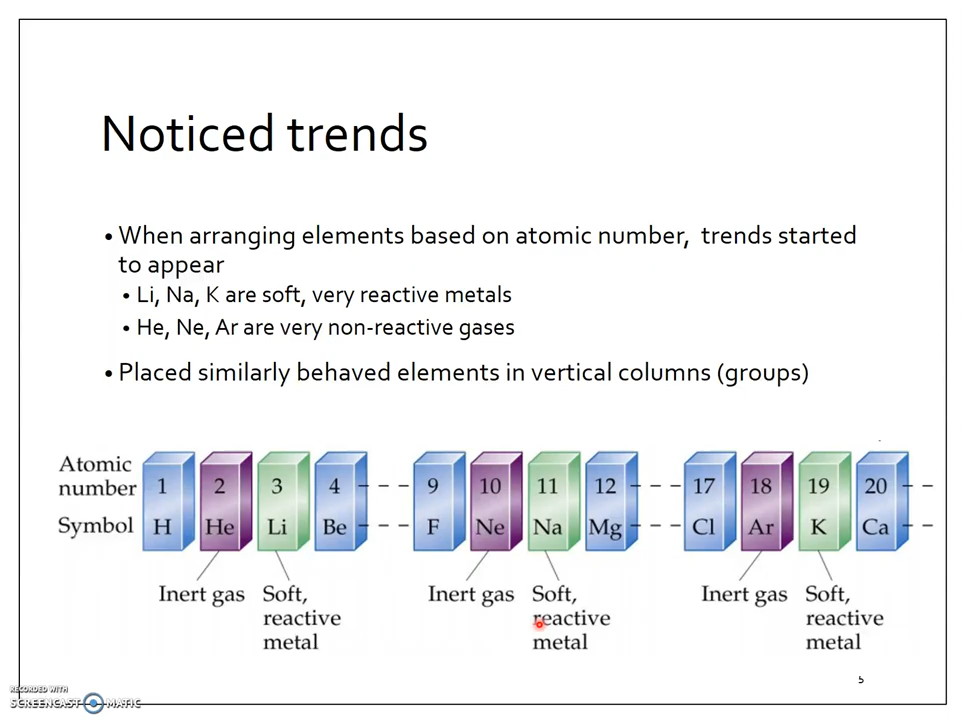 Noticed trends
• When arranging elements based on atomic number, trends started
to appear
• Li, Na, K are soft, very reactive metals
• He, Ne, Ar are very non-reactive gases
• Placed similarly behaved elements in vertical columns (groups)
Atomic
number 1 2 3 4 9 10 11 12 17 18 19 20
Symbol H He Li Be F Ne Na Mg Cl Ar K Ca
Inert gas Soft, Inert gas Soft, Inert gas Soft,
reactive reactive reactive
metal metal metal
5
RECORDED WITH
SCREENCAST MATIC